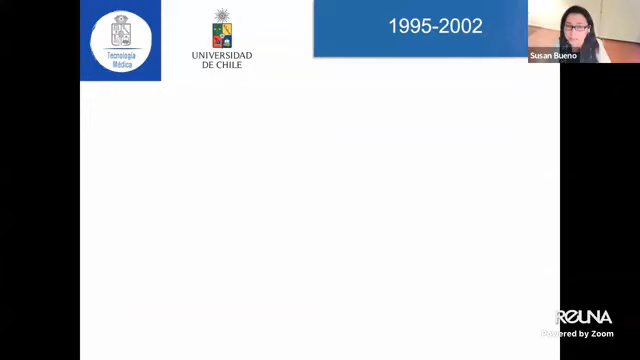 Tecnología
Médica
UNIVERSIDAD
DE CHILE
1995-2002
Susan Bueno
REUNA
Powered by Zoom